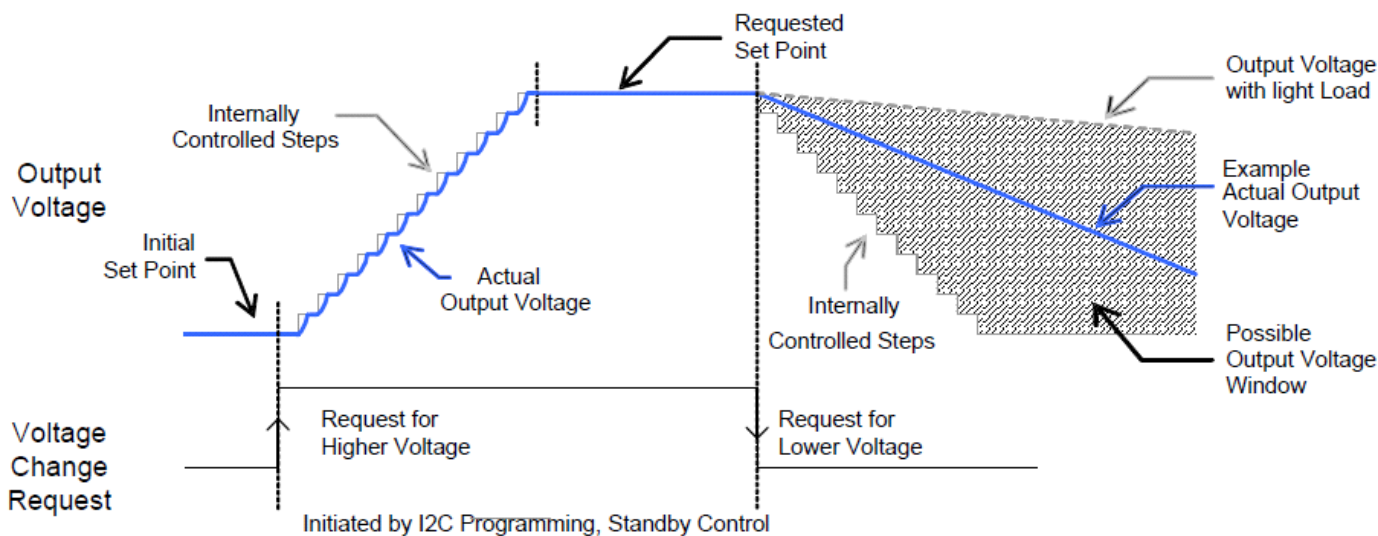 Requested
Set Point
Output Voltage
with light Load
Internally
Controlled Steps
Output
Voltage
Example
Actual Output
Voltage
Initial
Set Point
Actual
Output Voltage
Internally
Controlled Steps
Possible
Output Voltage
Window
Voltage
Change
Request
Request for
Higher Voltage
Request for
Lower Voltage
Initiated by I2C Programming, Standby Control